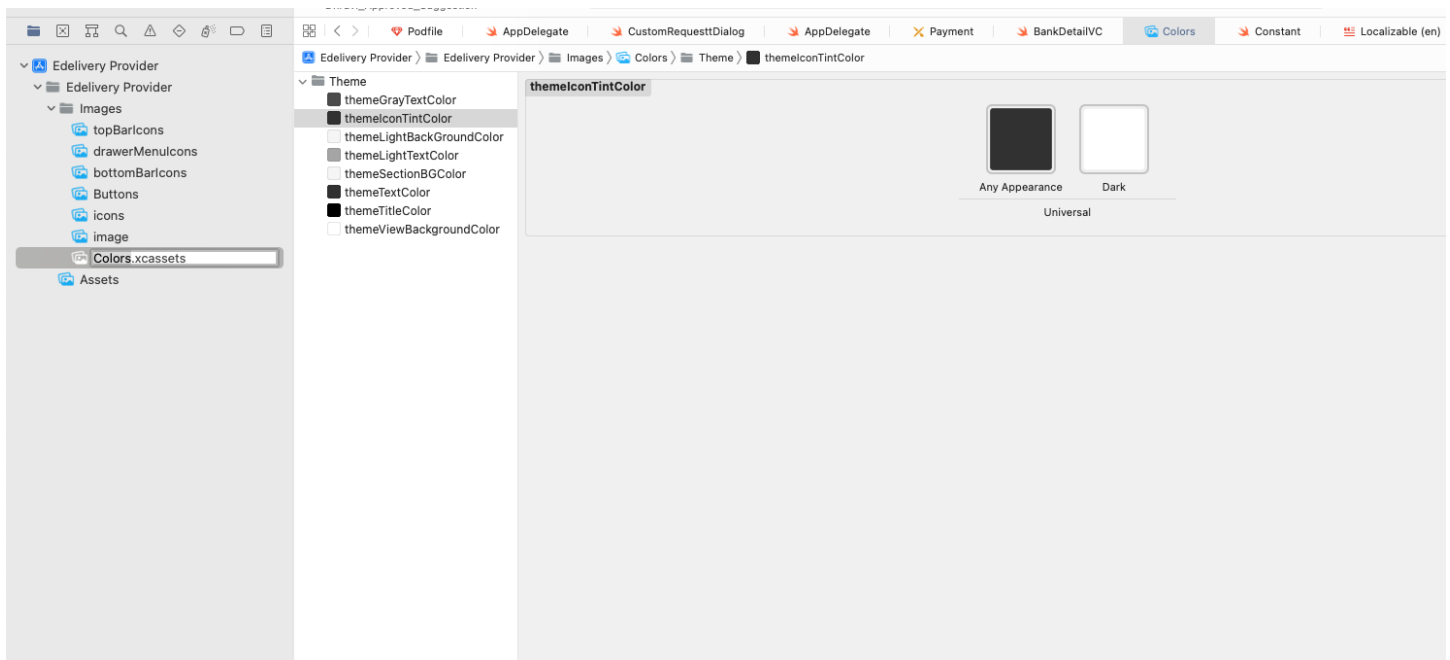 Podfile
AppDelegate
CustomRequesttDialog
AppDelegate
Payment
BankDetailVC
Colors
Constant
Localizable (en)
Edelivery Provider
Edelivery Provider
Images
topBarIcons
drawerMenuIcons
bottomBarIcons
Buttons
icons
image
Colors.xcassets
Assets
Edelivery Provider
Edelivery Provider
Images
Colors
Theme
themeIconTintColor
Theme
themeGrayTextColor
themeIconTintColor
themeLightBackGroundColor
themeLightTextColor
themeSectionBGColor
themeTextColor
themeTitleColor
themeViewBackgroundColor
themeIconTintColor
Any Appearance
Dark
Universal